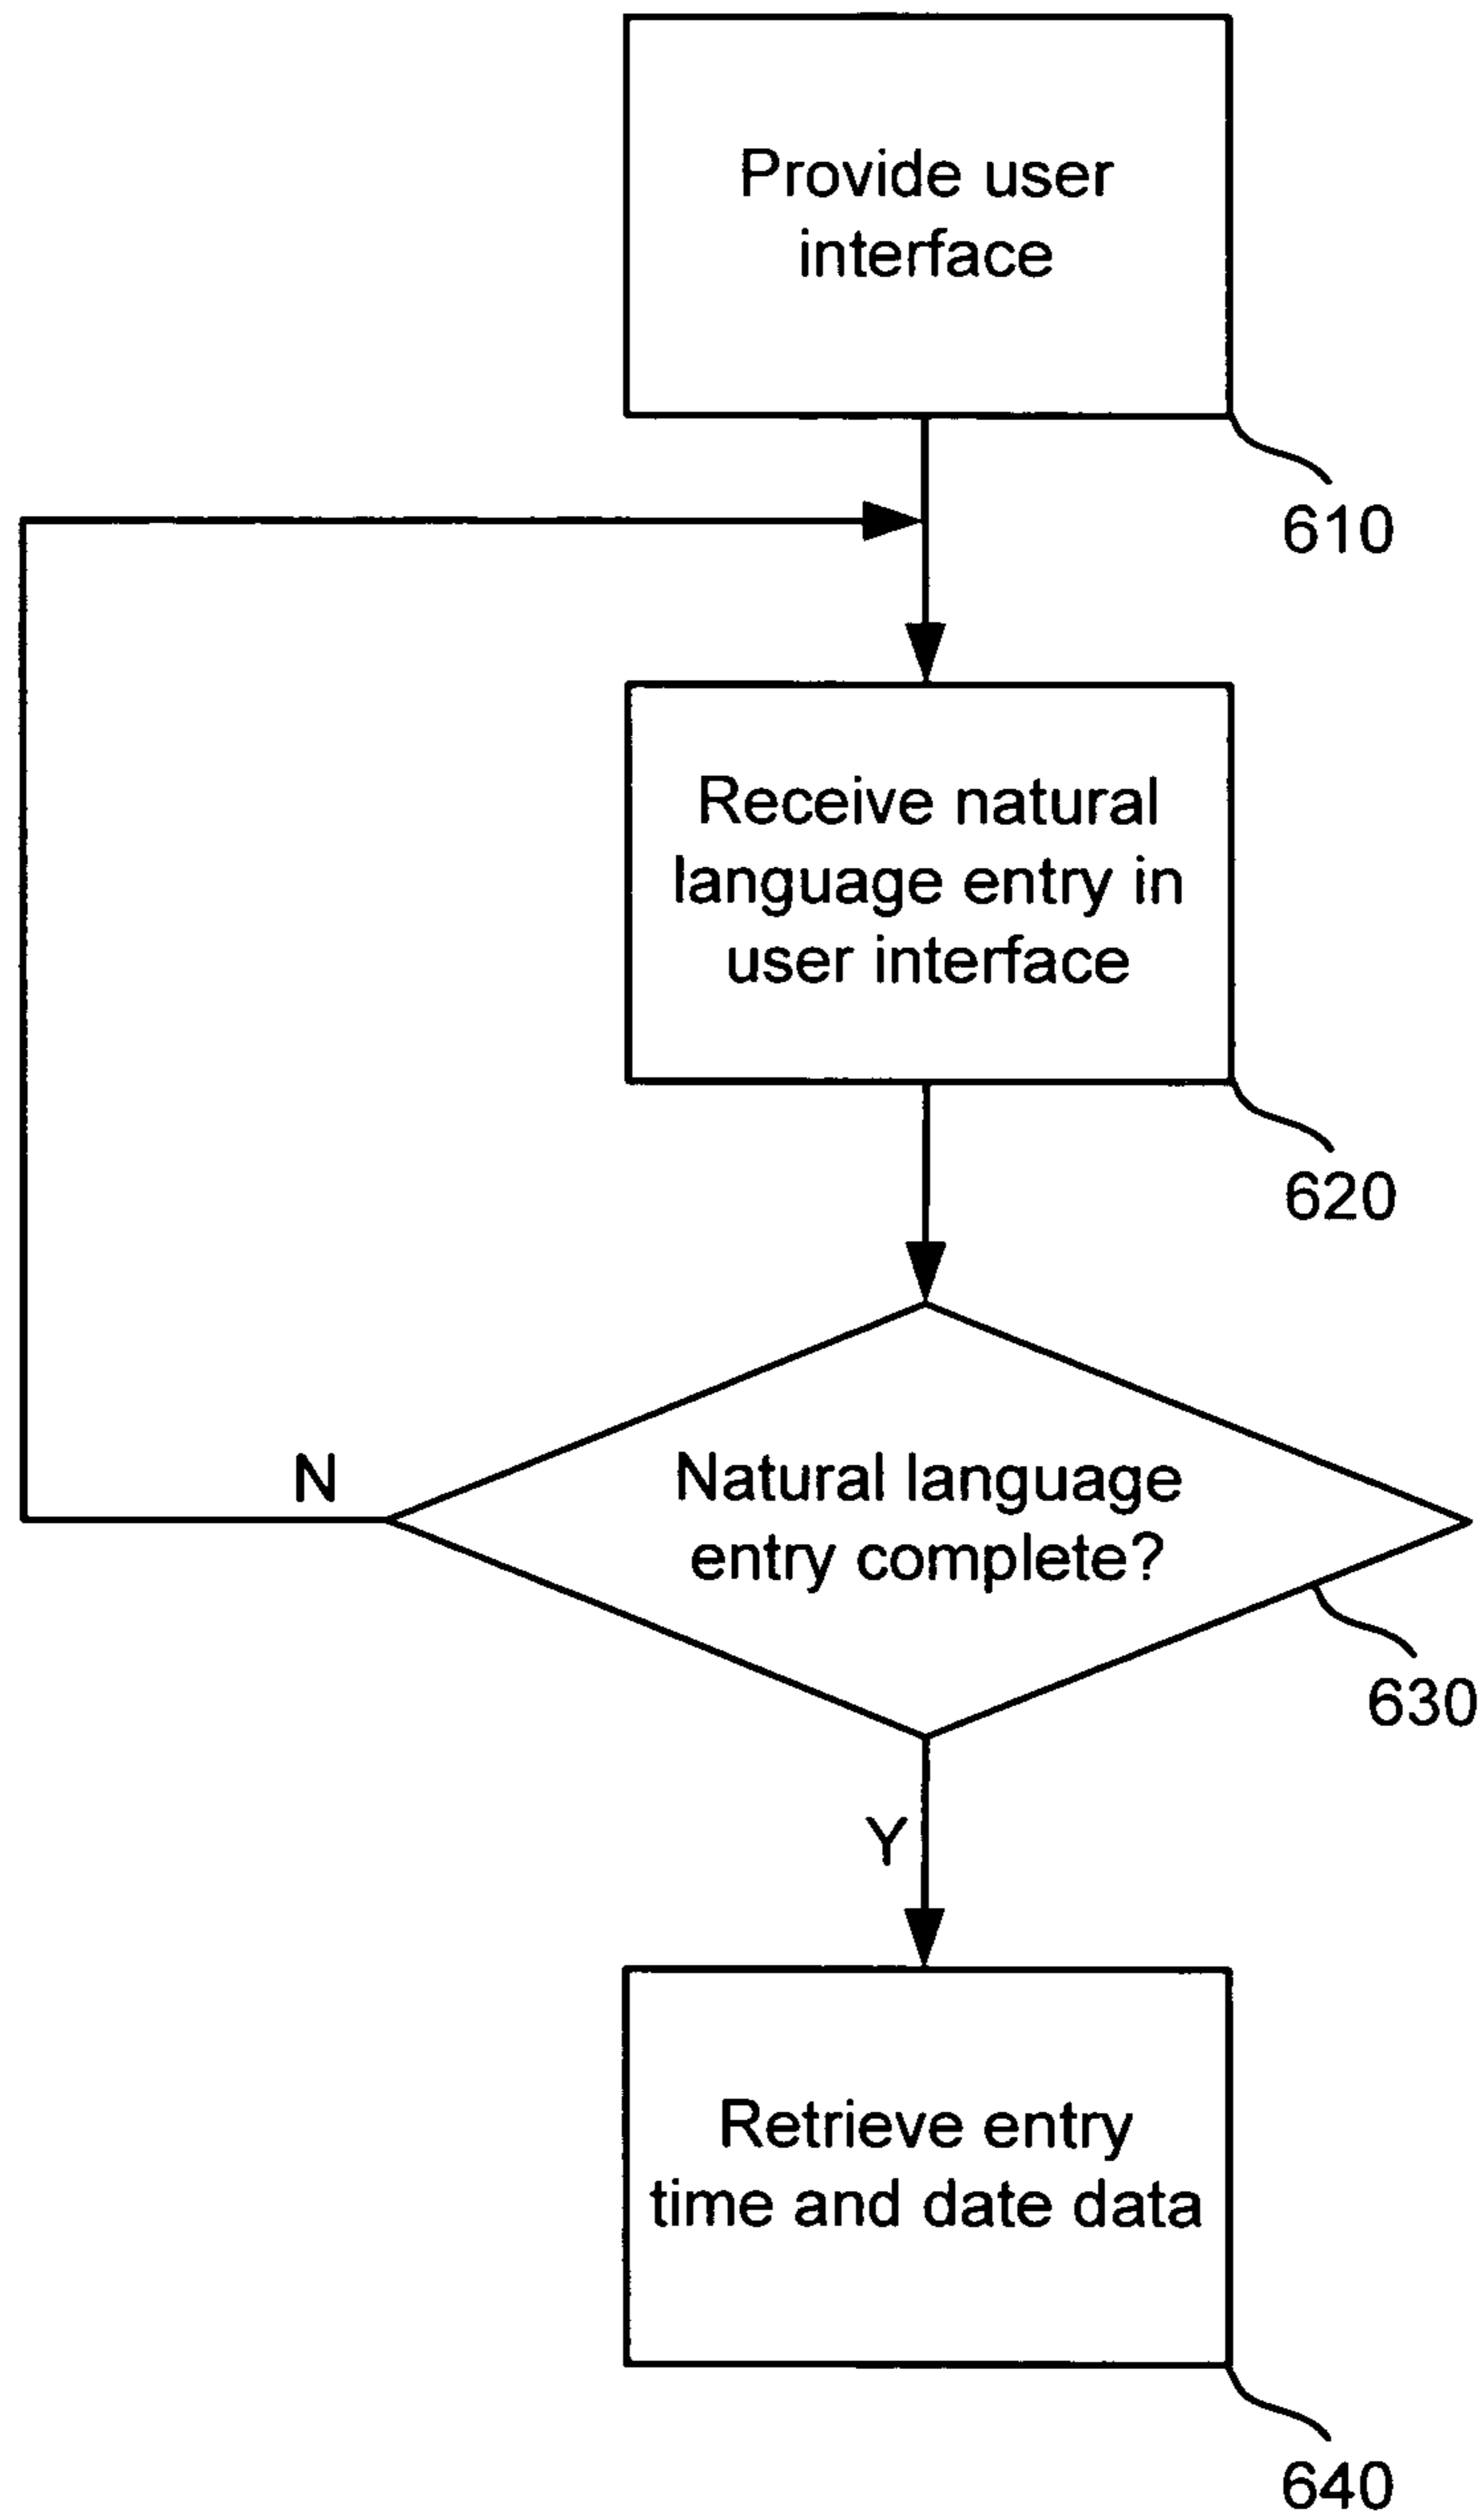 Provide user
interface
610
Receive natural
language entry in
user interface
620
N
Natural language
entry complete?
630
Y
Retrieve entry
time and date data
640